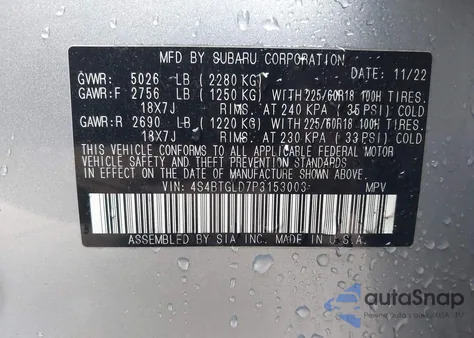 MFD BY SUBARU CORPORATION
GVWR: 5026 LB (2280 KG) DATE: 11/22
GAWR:F 2756 LB (1250 KG) WITH 225/60R18 100H TIRES.
18X7J RIMS. AT 240 KPA (35 PSI) COLD
GAWR:R 2690 LB (1220 KG) WITH 225/60R18 100H TIRES.
18X7J RIMS. AT 230 KPA (33 PSI) COLD
THIS VEHICLE CONFORMS TO ALL APPLICABLE FEDERAL MOTOR
VEHICLE SAFETY AND THEFT PREVENTION STANDARDS
IN EFFECT ON THE DATE OF MANUFACTURE SHOWN ABOVE.
VIN: 4S4BTGLD7P3153003 MPV
ASSEMBLED BY SIA INC. MADE IN U.S.A.
autoSnap